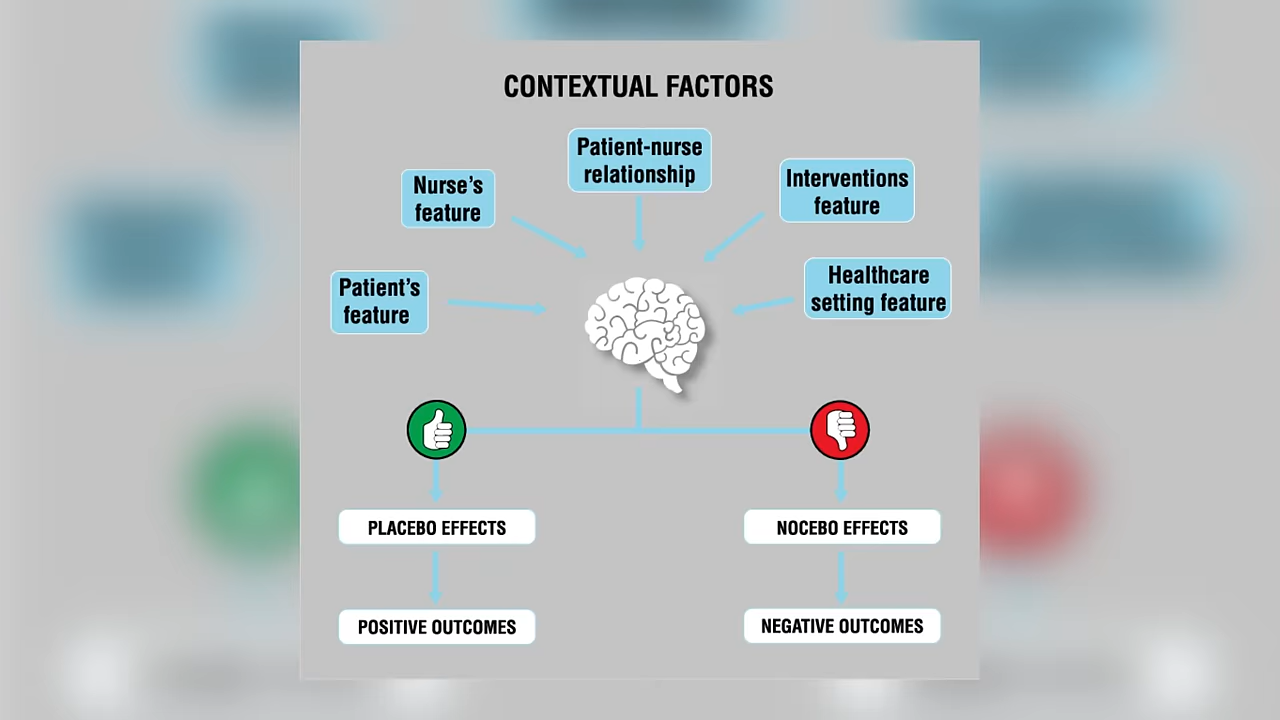 CONTEXTUAL FACTORS
Patient-nurse
relationship
Nurse's
feature
Interventions
feature
Patient's
feature
Healthcare
setting feature
PLACEBO EFFECTS
NOCEBO EFFECTS
POSITIVE OUTCOMES
NEGATIVE OUTCOMES